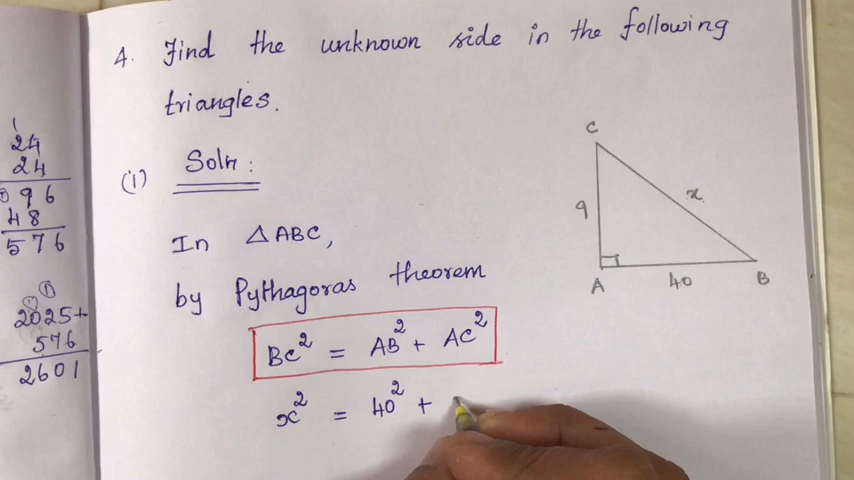 4. Find the unknown side in the following
triangles.
(i) Soln :
In △ABC,
by Pythagoras theorem
BC² = AB² + AC²
x² = 40² +
C
9
x
A
40
B
1
24
24
96
48
576
2025+
576
2601